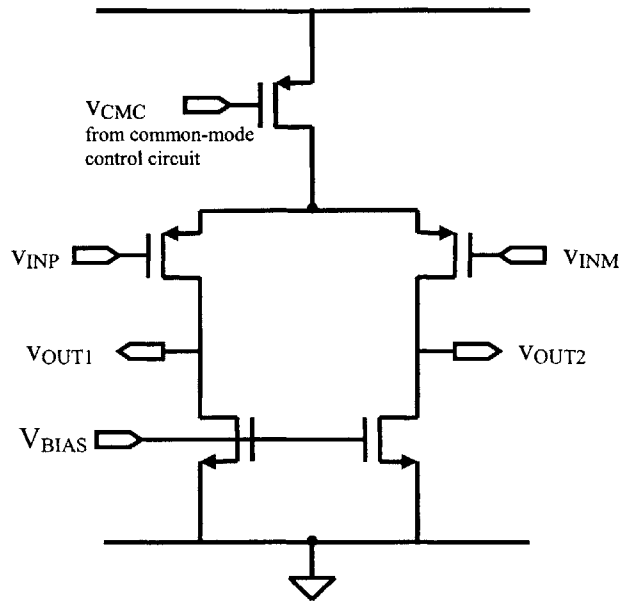 vCMC
from common-mode
control circuit
vINP
vINM
vOUT1
vOUT2
VBIAS